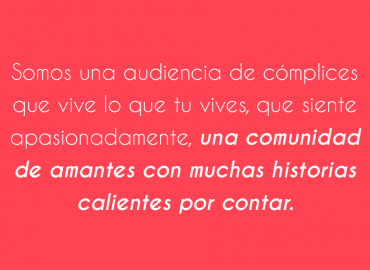 Somos una audiencia de cómplices
que vive lo que tu vives, que siente
apasionadamente, una comunidad
de amantes con muchas historias
calientes por contar.